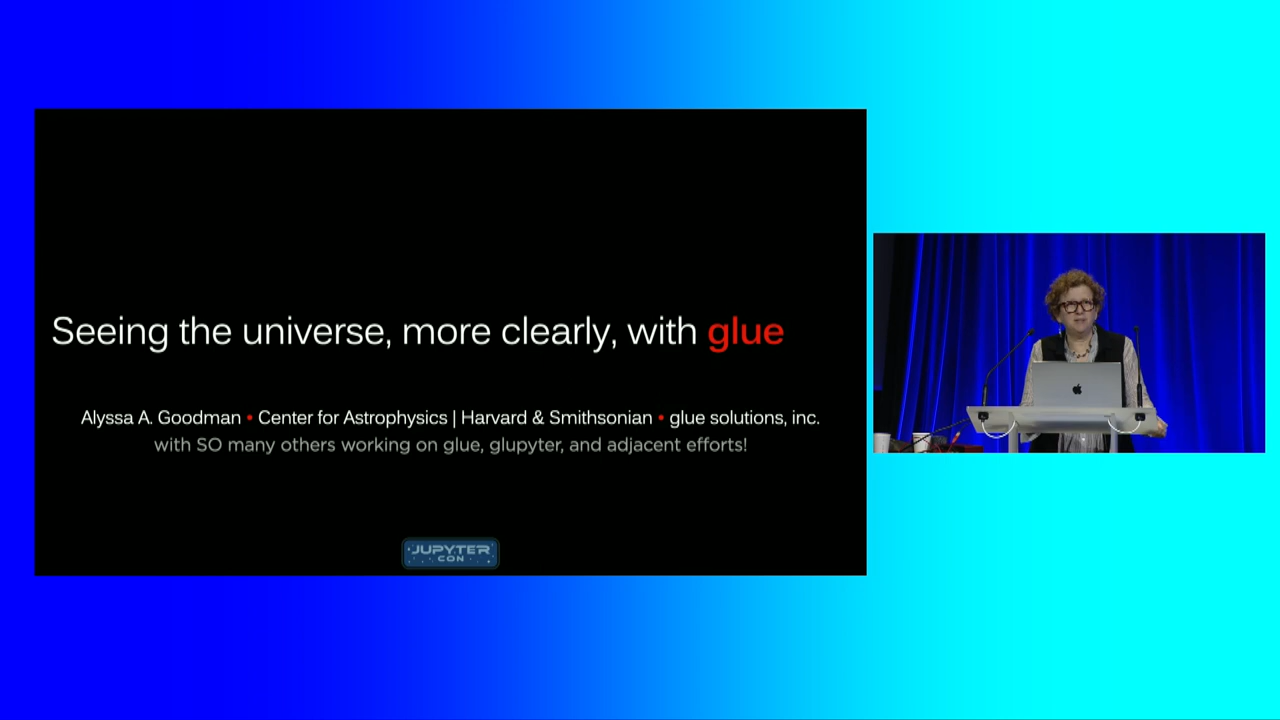 Seeing the universe, more clearly, with glue
Alyssa A. Goodman • Center for Astrophysics | Harvard & Smithsonian • glue solutions, inc.
with SO many others working on glue, glupyter, and adjacent efforts!
JUPYTER
CON